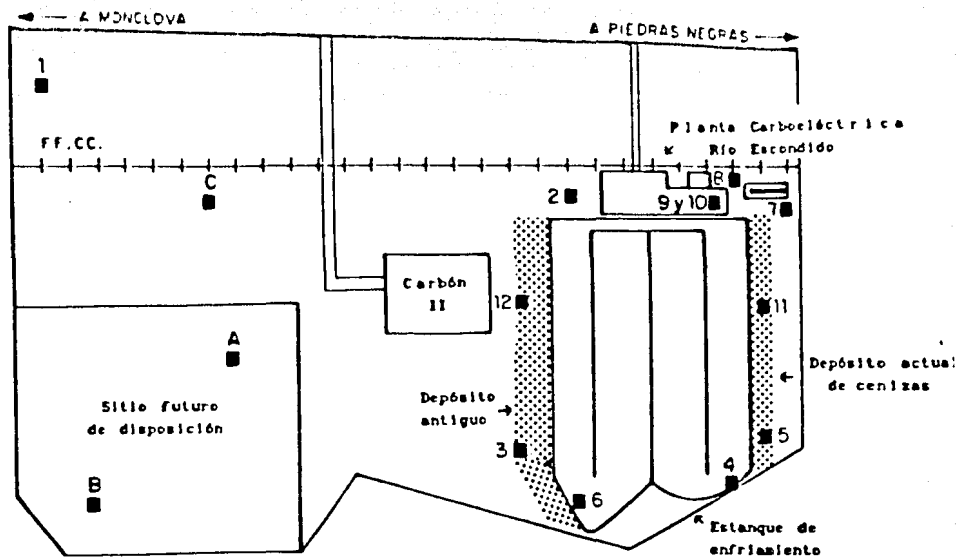 A MONCLOVA
A PIEDRAS NEGRAS
1
Planta Carboeléctrica
Río Escondido
FF.CC.
C
2
8
9 y 10
7
Carbón
II
12
11
A
Depósito actual
de cenizas
Depósito
antiguo
Sitio futuro
de disposición
3
5
4
B
6
Estanque de
enfriamiento